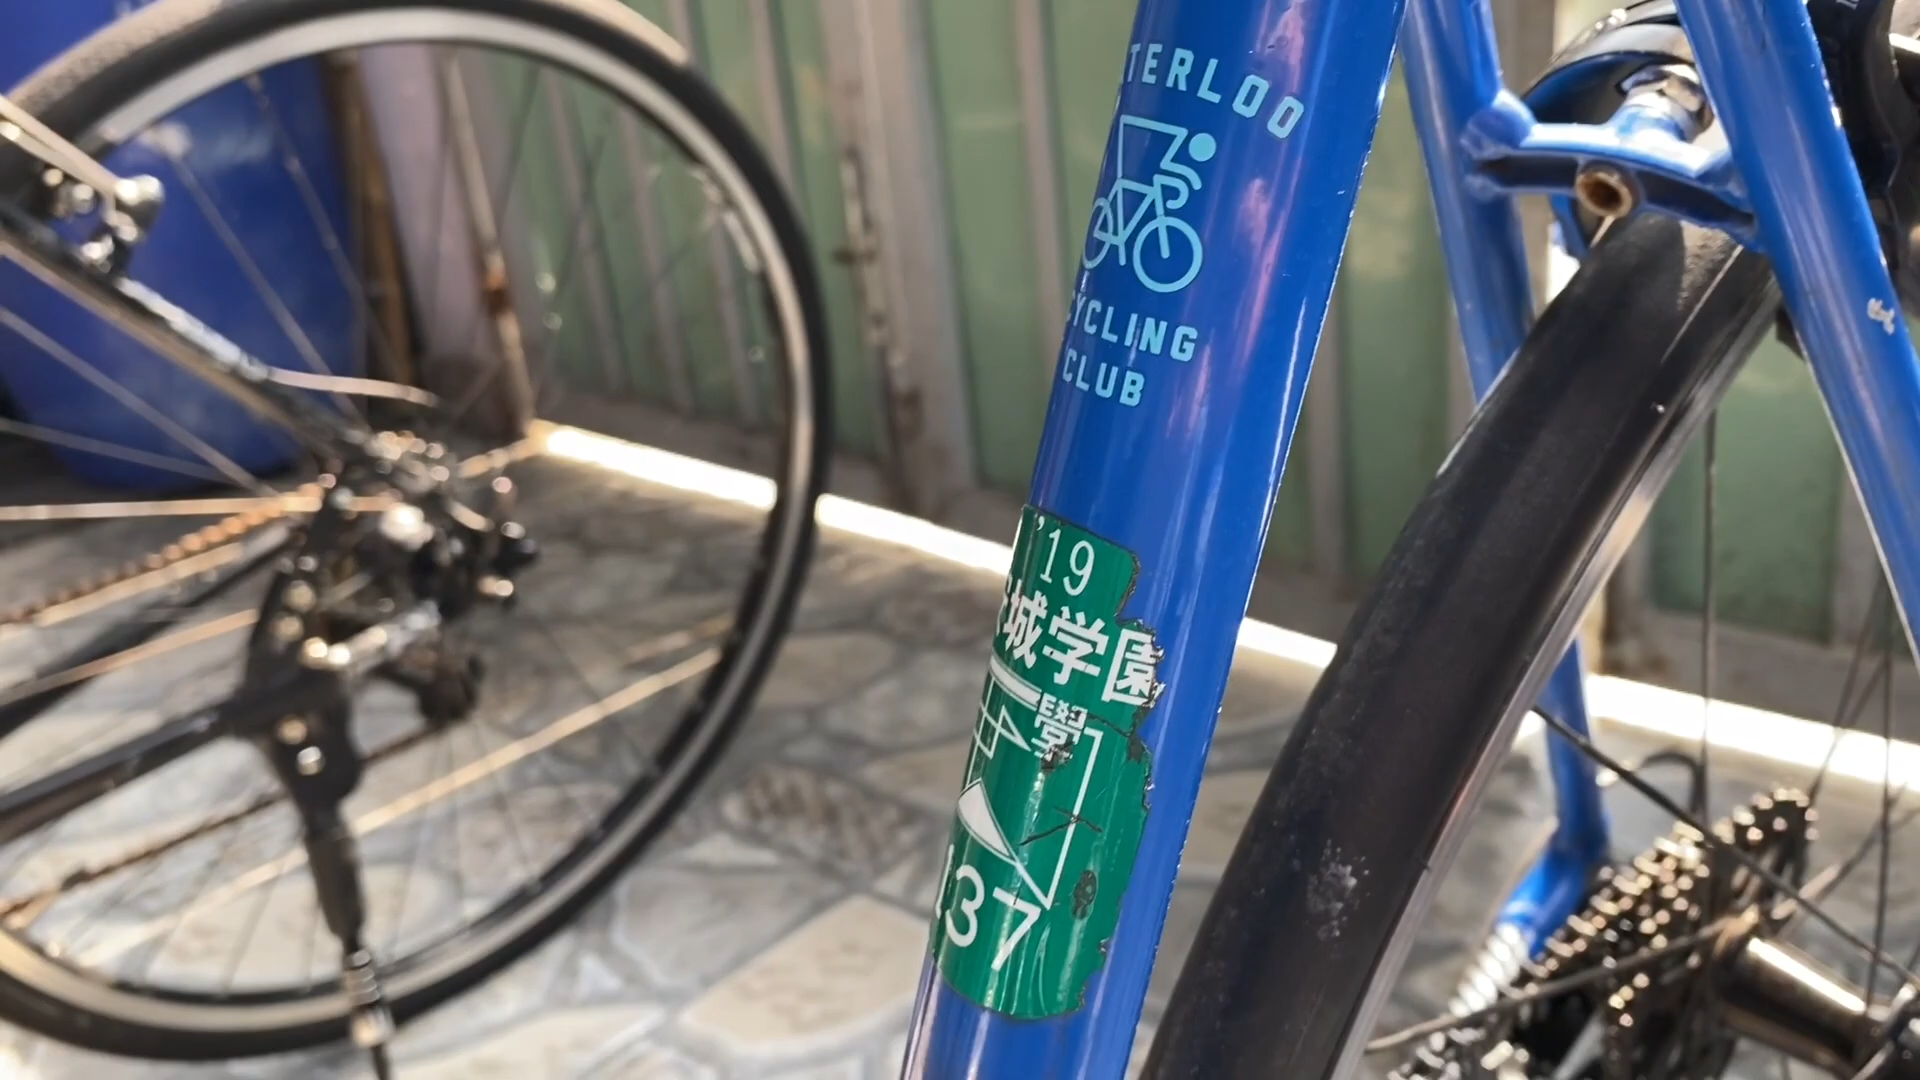 TERLOO
CYCLING
CLUB
'19
城学園
學
137